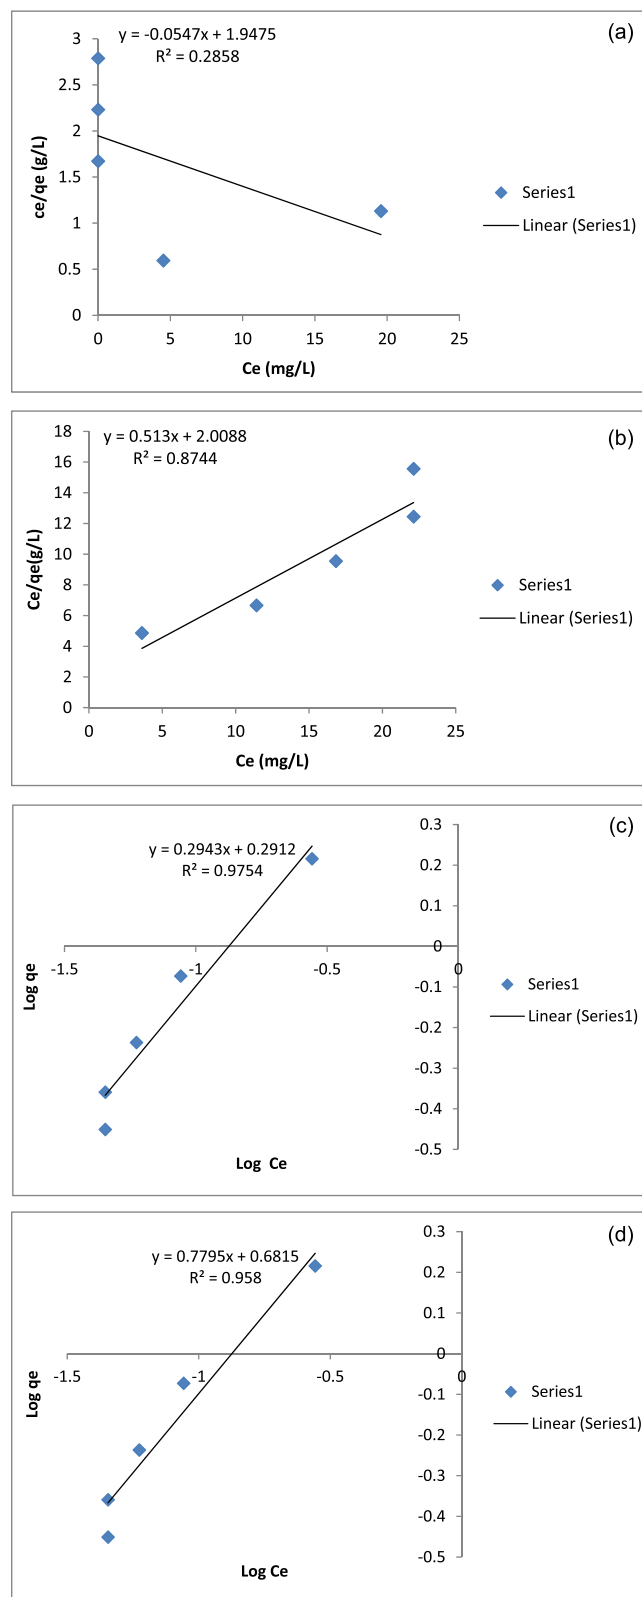 (a)
y = -0.0547x + 1.9475
R² = 0.2858
3
2.5
2
1.5
1
0.5
0
ce/qe (g/L)
0 5 10 15 20 25
Ce (mg/L)
Series1
Linear (Series1)
(b)
y = 0.513x + 2.0088
R² = 0.8744
18
16
14
12
10
8
6
4
2
0
Ce/qe(g/L)
0 5 10 15 20 25
Ce (mg/L)
Series1
Linear (Series1)
(c)
y = 0.2943x + 0.2912
R² = 0.9754
0.3
0.2
0.1
0
-0.1
-0.2
-0.3
-0.4
-0.5
-1.5 -1 -0.5 0
Log qe
Log Ce
Series1
Linear (Series1)
(d)
y = 0.7795x + 0.6815
R² = 0.958
0.3
0.2
0.1
0
-0.1
-0.2
-0.3
-0.4
-0.5
-1.5 -1 -0.5 0
Log qe
Log Ce
Series1
Linear (Series1)